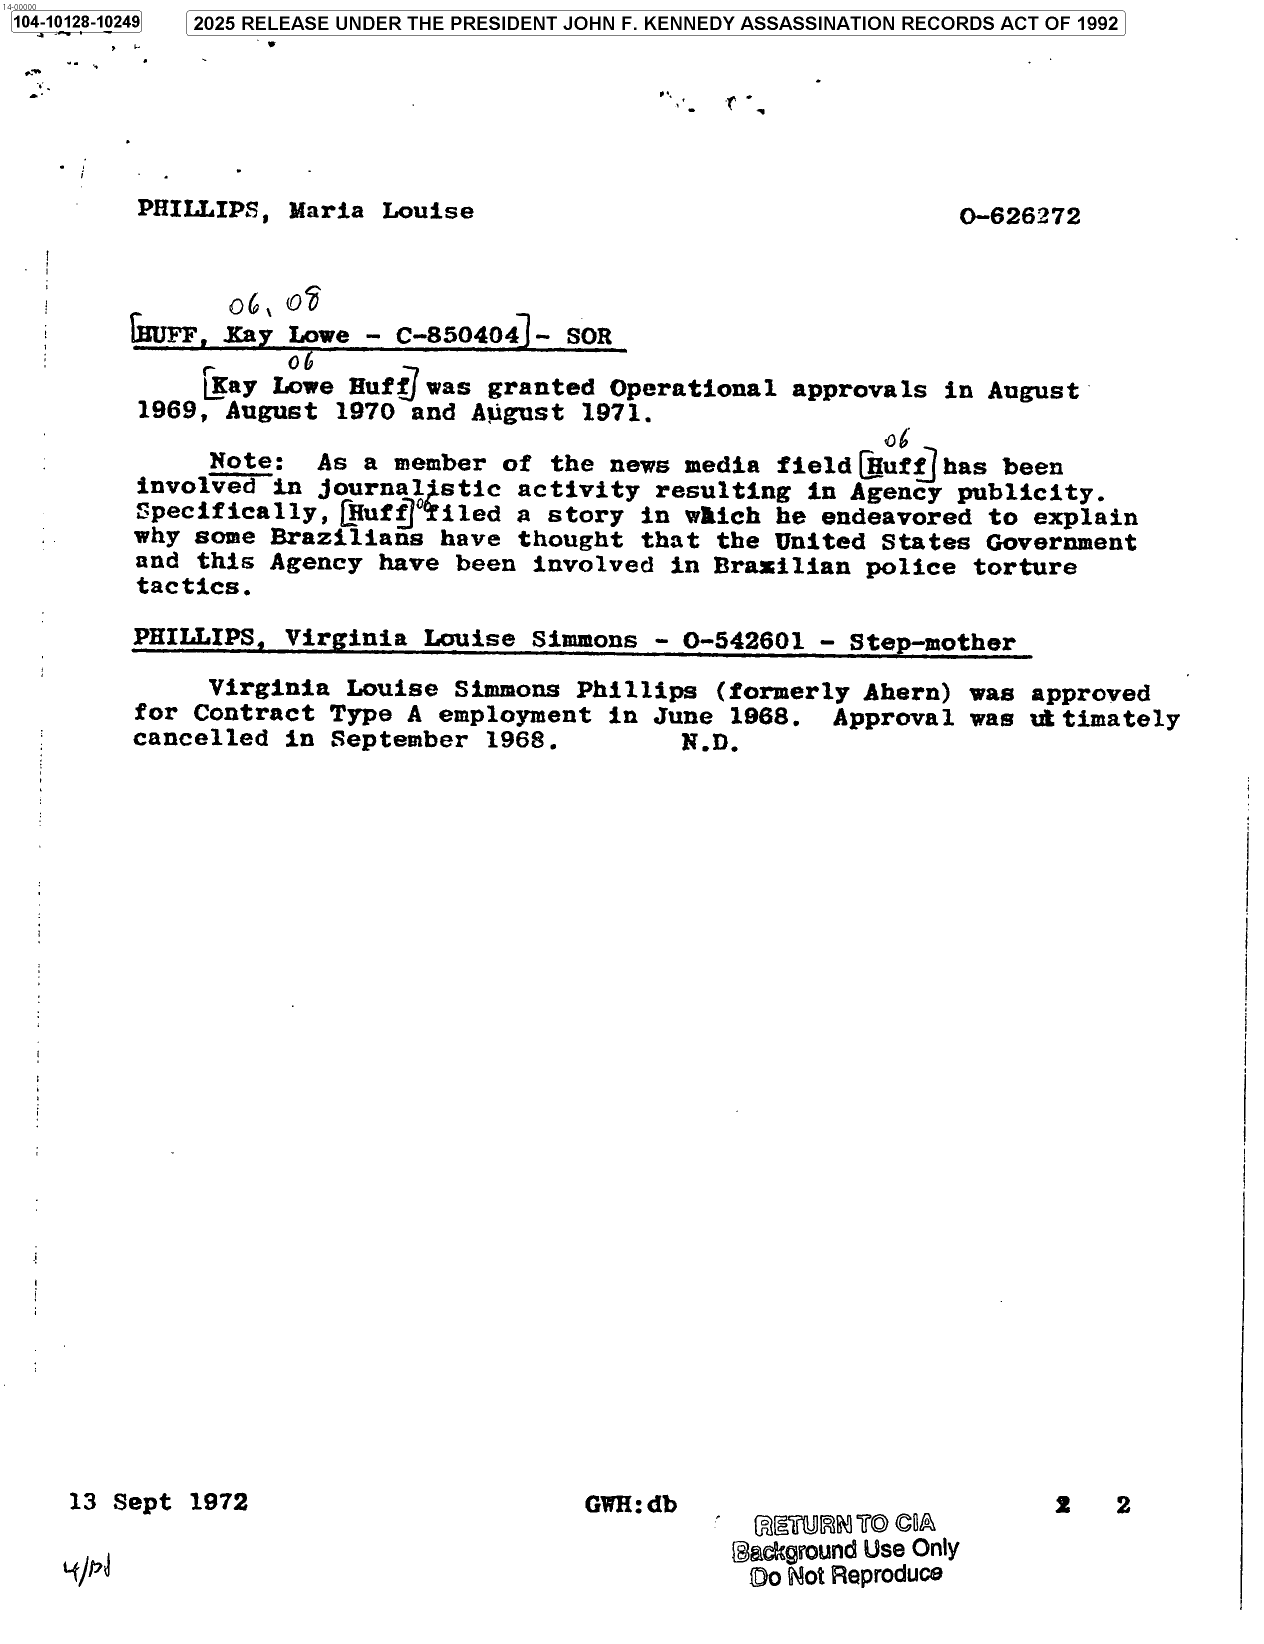 14-00000
104-10128-10249
2025 RELEASE UNDER THE PRESIDENT JOHN F. KENNEDY ASSASSINATION RECORDS ACT OF 1992
PHILLIPS, Maria Louise 0-626272
06, 08
[HUFF, Kay Lowe - C-850404] - SOR
06
[Kay Lowe Huff] was granted Operational approvals in August
1969, August 1970 and August 1971.
06
Note: As a member of the news media field [Huff] has been
involved in journalistic activity resulting in Agency publicity.
Specifically, [Huff] 06 filed a story in which he endeavored to explain
why some Brazilians have thought that the United States Government
and this Agency have been involved in Brazilian police torture
tactics.
PHILLIPS, Virginia Louise Simmons - 0-542601 - Step-mother
Virginia Louise Simmons Phillips (formerly Ahern) was approved
for Contract Type A employment in June 1968. Approval was ultimately
cancelled in September 1968. N.D.
13 Sept 1972 GWH:db 2 2
RETURN TO CIA
Background Use Only
Do Not Reproduce